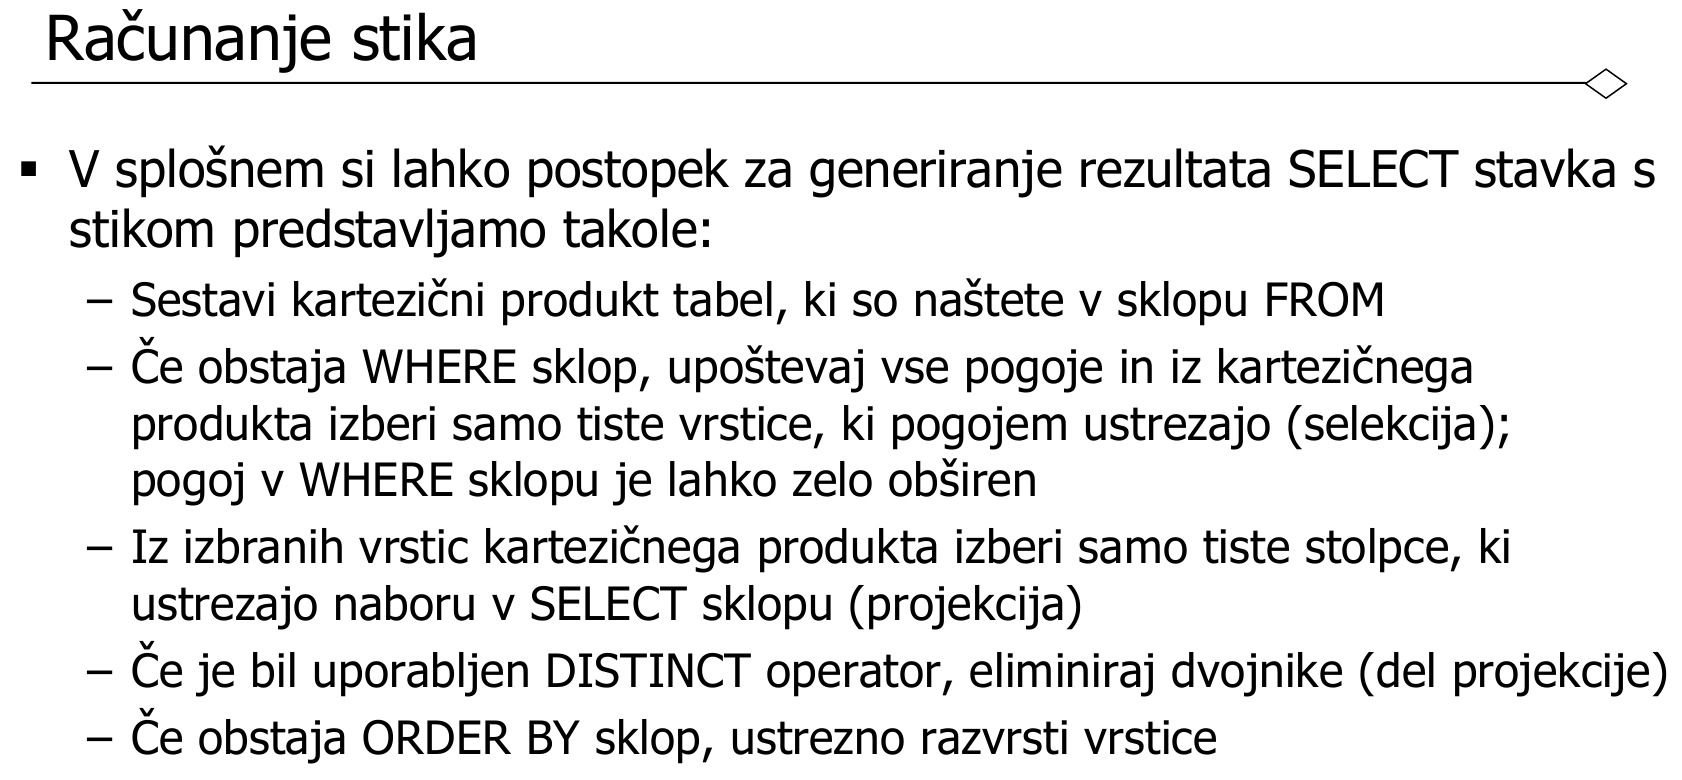 Računanje stika
▪ V splošnem si lahko postopek za generiranje rezultata SELECT stavka s
stikom predstavljamo takole:
– Sestavi kartezični produkt tabel, ki so naštete v sklopu FROM
– Če obstaja WHERE sklop, upoštevaj vse pogoje in iz kartezičnega
produkta izberi samo tiste vrstice, ki pogojem ustrezajo (selekcija);
pogoj v WHERE sklopu je lahko zelo obširen
– Iz izbranih vrstic kartezičnega produkta izberi samo tiste stolpce, ki
ustrezajo naboru v SELECT sklopu (projekcija)
– Če je bil uporabljen DISTINCT operator, eliminiraj dvojnike (del projekcije)
– Če obstaja ORDER BY sklop, ustrezno razvrsti vrstice